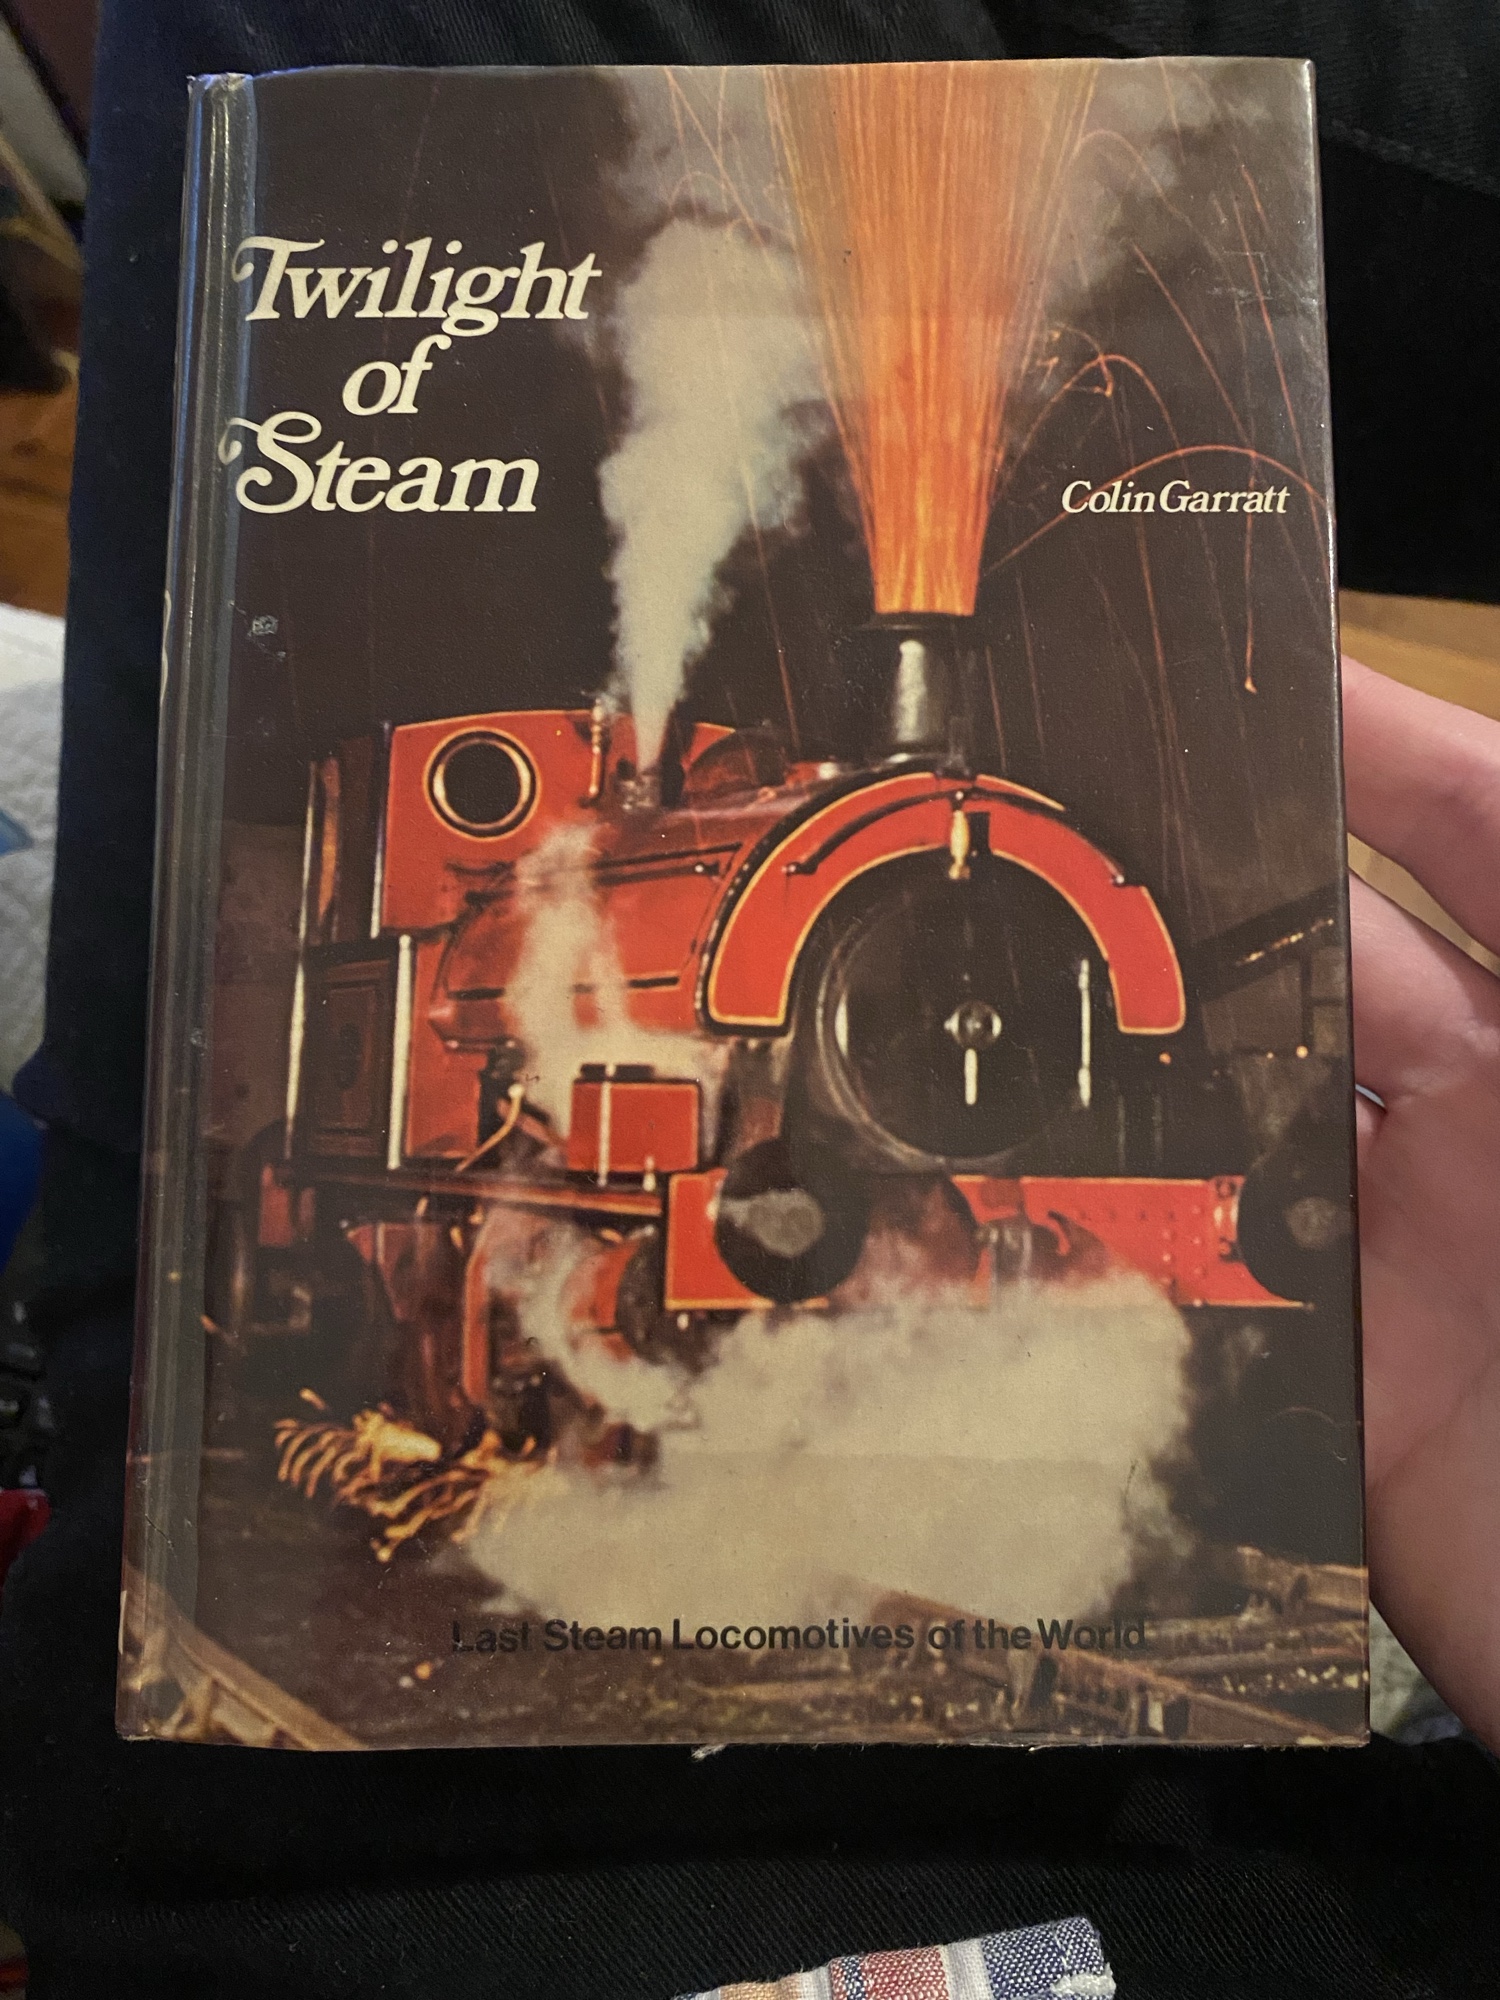 Twilight
of
Steam
Colin Garratt
Last Steam Locomotives of the World